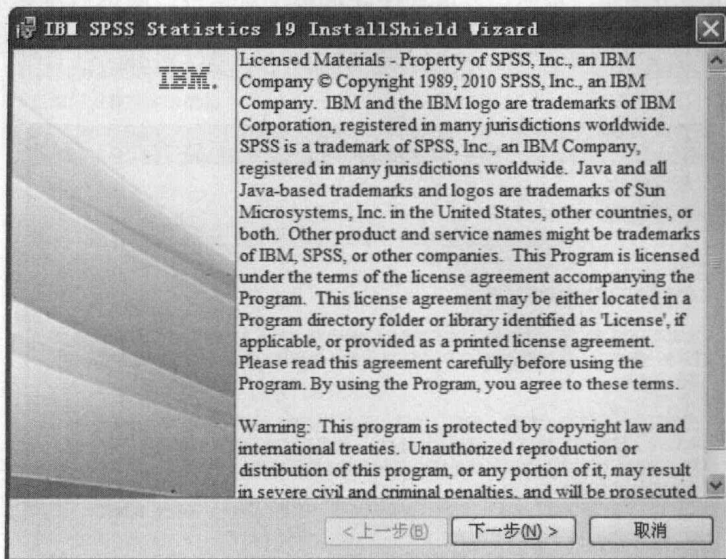 IBM SPSS Statistics 19 InstallShield Wizard
IBM.
Licensed Materials - Property of SPSS, Inc., an IBM
Company © Copyright 1989, 2010 SPSS, Inc., an IBM
Company. IBM and the IBM logo are trademarks of IBM
Corporation, registered in many jurisdictions worldwide.
SPSS is a trademark of SPSS, Inc., an IBM Company,
registered in many jurisdictions worldwide. Java and all
Java-based trademarks and logos are trademarks of Sun
Microsystems, Inc. in the United States, other countries, or
both. Other product and service names might be trademarks
of IBM, SPSS, or other companies. This Program is licensed
under the terms of the license agreement accompanying the
Program. This license agreement may be either located in a
Program directory folder or library identified as 'License', if
applicable, or provided as a printed license agreement.
Please read this agreement carefully before using the
Program. By using the Program, you agree to these terms.
Warning: This program is protected by copyright law and
international treaties. Unauthorized reproduction or
distribution of this program, or any portion of it, may result
in severe civil and criminal penalties, and will be prosecuted
<上一步(B)
下一步(N) >
取消